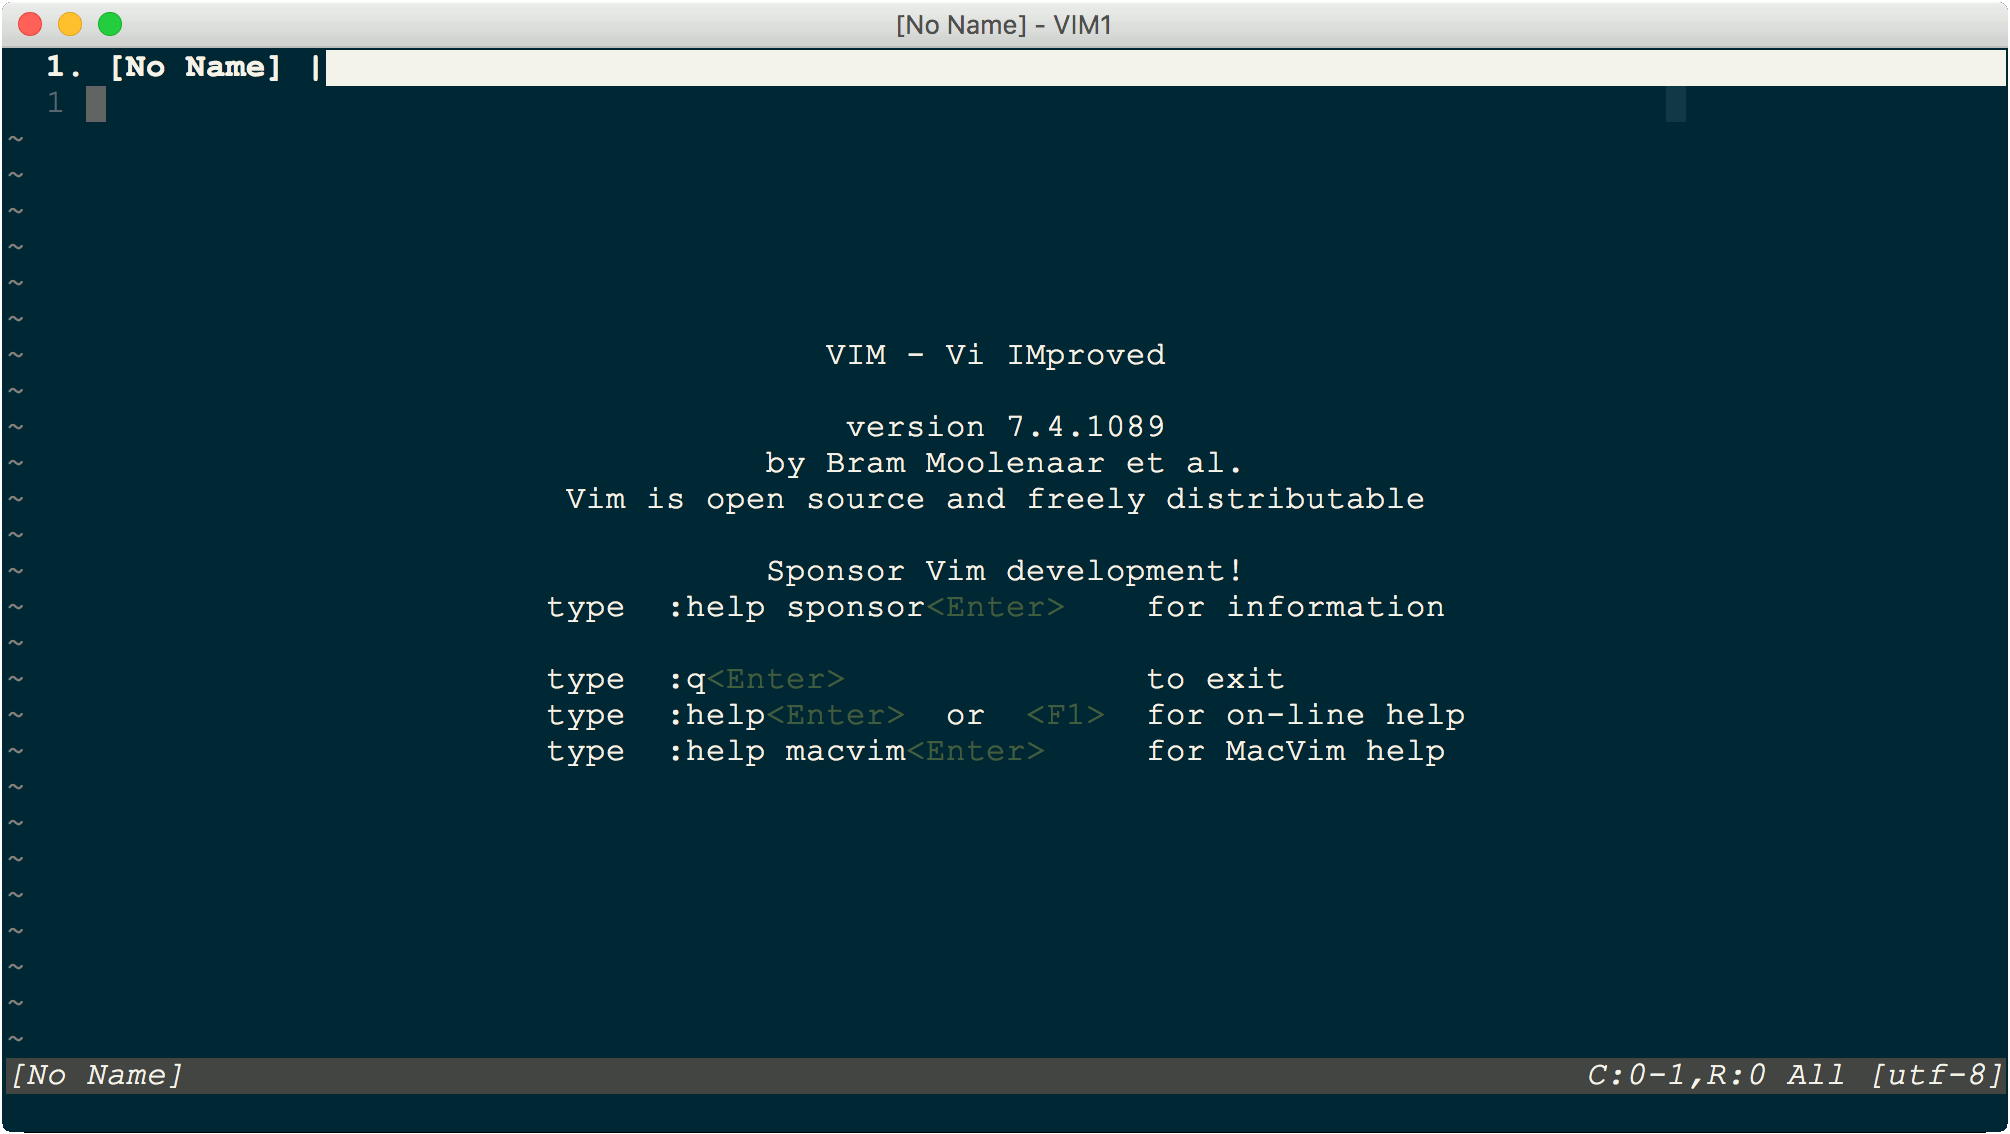 [No Name] - VIM1
1. [No Name] |
1
~
~
~
~
~
~
~ VIM - Vi IMproved
~
~ version 7.4.1089
~ by Bram Moolenaar et al.
~ Vim is open source and freely distributable
~
~ Sponsor Vim development!
~ type :help sponsor<Enter> for information
~
~ type :q<Enter> to exit
~ type :help<Enter> or <F1> for on-line help
~ type :help macvim<Enter> for MacVim help
~
~
~
~
~
~
~
~
[No Name] C:0-1,R:0 All [utf-8]